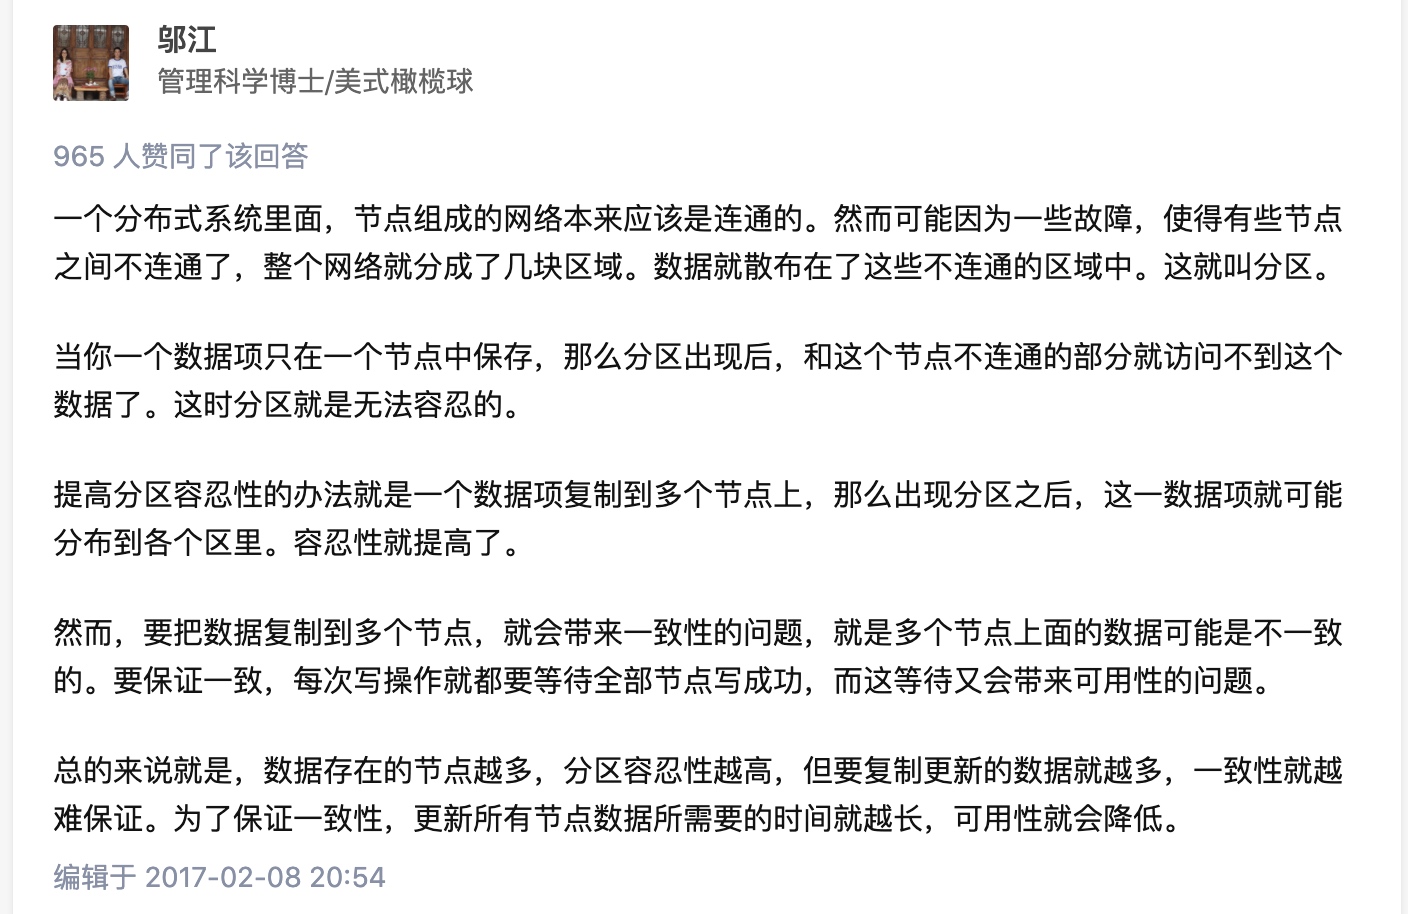 邬江
管理科学博士/美式橄榄球
965 人赞同了该回答
一个分布式系统里面，节点组成的网络本来应该是连通的。然而可能因为一些故障，使得有些节点
之间不连通了，整个网络就分成了几块区域。数据就散布在了这些不连通的区域中。这就叫分区。
当你一个数据项只在一个节点中保存，那么分区出现后，和这个节点不连通的部分就访问不到这个
数据了。这时分区就是无法容忍的。
提高分区容忍性的办法就是一个数据项复制到多个节点上，那么出现分区之后，这一数据项就可能
分布到各个区里。容忍性就提高了。
然而，要把数据复制到多个节点，就会带来一致性的问题，就是多个节点上面的数据可能是不一致
的。要保证一致，每次写操作就都要等待全部节点写成功，而这等待又会带来可用性的问题。
总的来说就是，数据存在的节点越多，分区容忍性越高，但要复制更新的数据就越多，一致性就越
难保证。为了保证一致性，更新所有节点数据所需要的时间就越长，可用性就会降低。
编辑于 2017-02-08 20:54